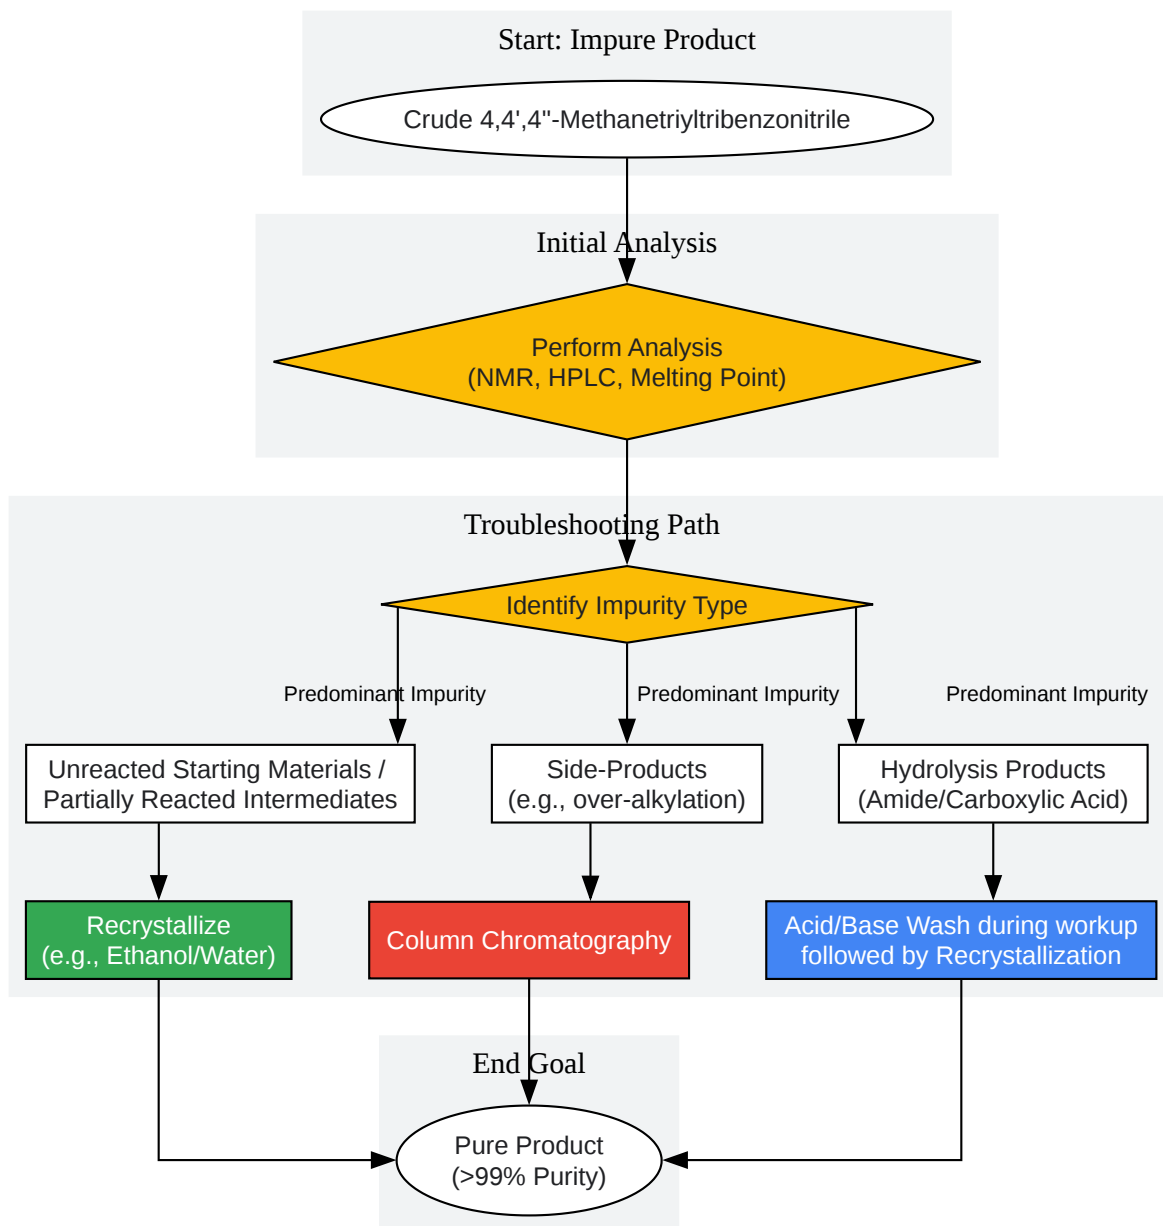 Start: Impure Product
Crude 4,4',4''-Methanetriyltribenzonitrile
Initial Analysis
Perform Analysis
(NMR, HPLC, Melting Point)
Troubleshooting Path
Identify Impurity Type
Predominant Impurity
Predominant Impurity
Predominant Impurity
Unreacted Starting Materials /
Partially Reacted Intermediates
Side-Products
(e.g., over-alkylation)
Hydrolysis Products
(Amide/Carboxylic Acid)
Recrystallize
(e.g., Ethanol/Water)
Column Chromatography
Acid/Base Wash during workup
followed by Recrystallization
End Goal
Pure Product
(>99% Purity)